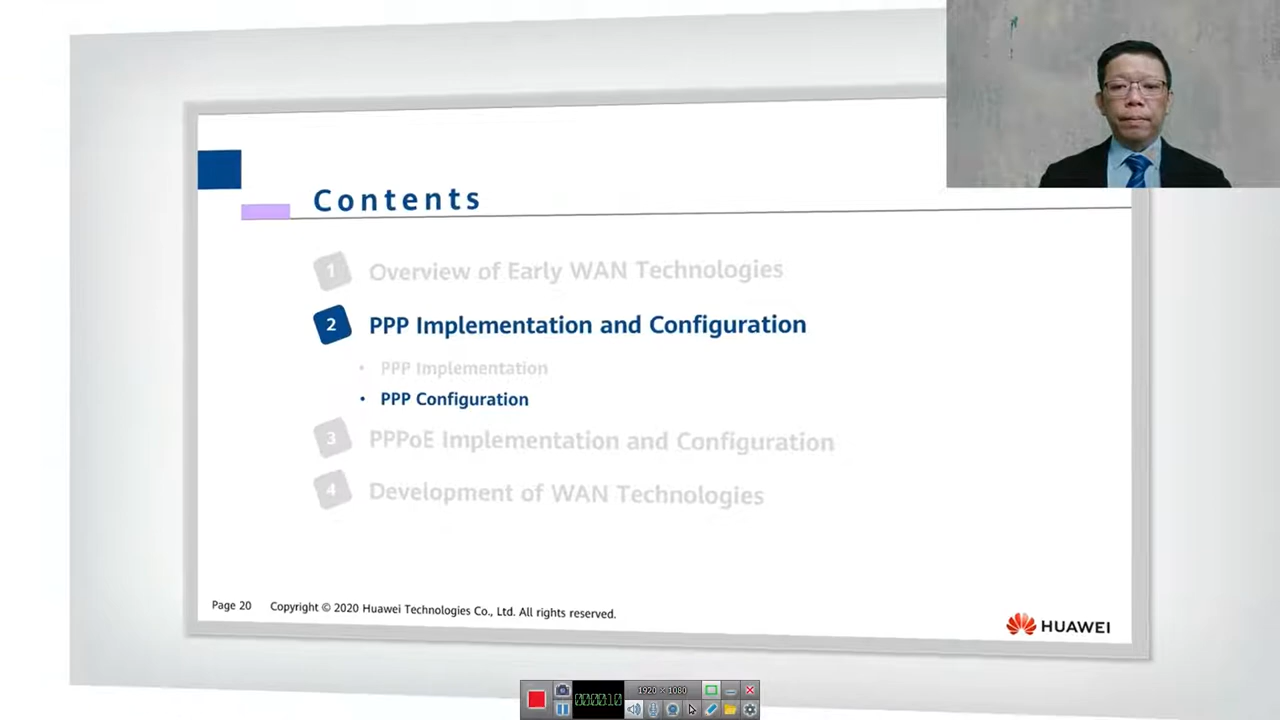 Contents
1 Overview of Early WAN Technologies
2 PPP Implementation and Configuration
• PPP Implementation
• PPP Configuration
3 PPPoE Implementation and Configuration
4 Development of WAN Technologies
Page 20 Copyright © 2020 Huawei Technologies Co., Ltd. All rights reserved.
HUAWEI
000010
1920 × 1080